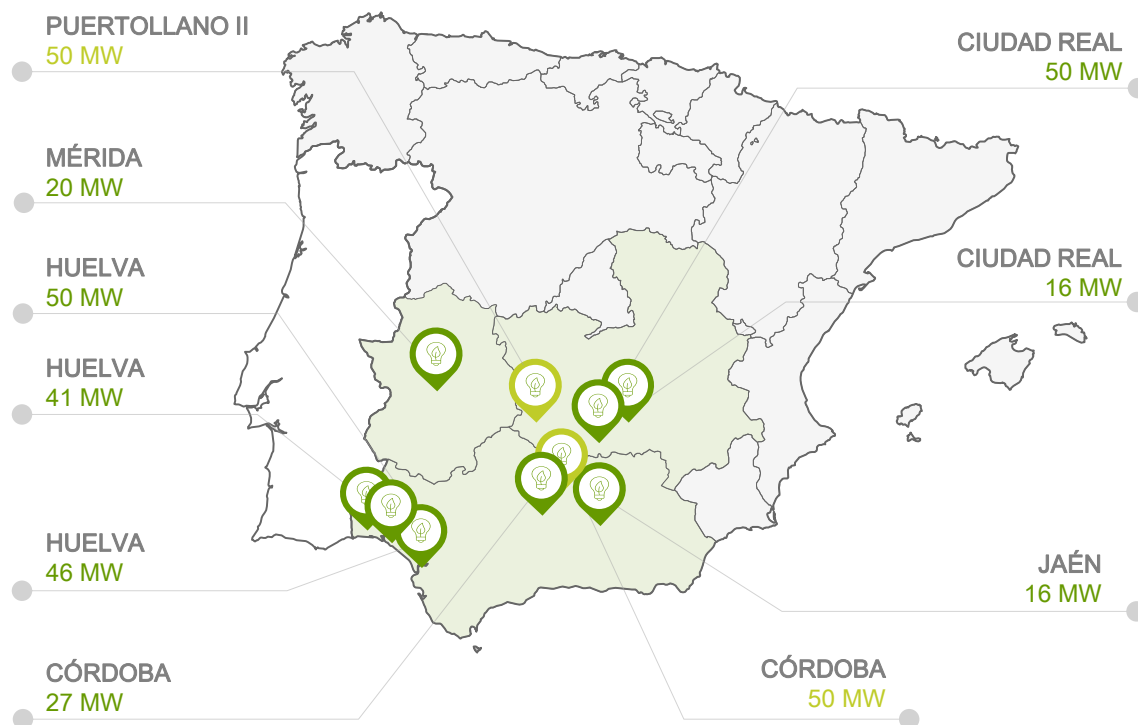 PUERTOLLANO II
50 MW
MÉRIDA
20 MW
HUELVA
50 MW
HUELVA
41 MW
HUELVA
46 MW
CÓRDOBA
27 MW
CIUDAD REAL
50 MW
CIUDAD REAL
16 MW
JAÉN
16 MW
CÓRDOBA
50 MW